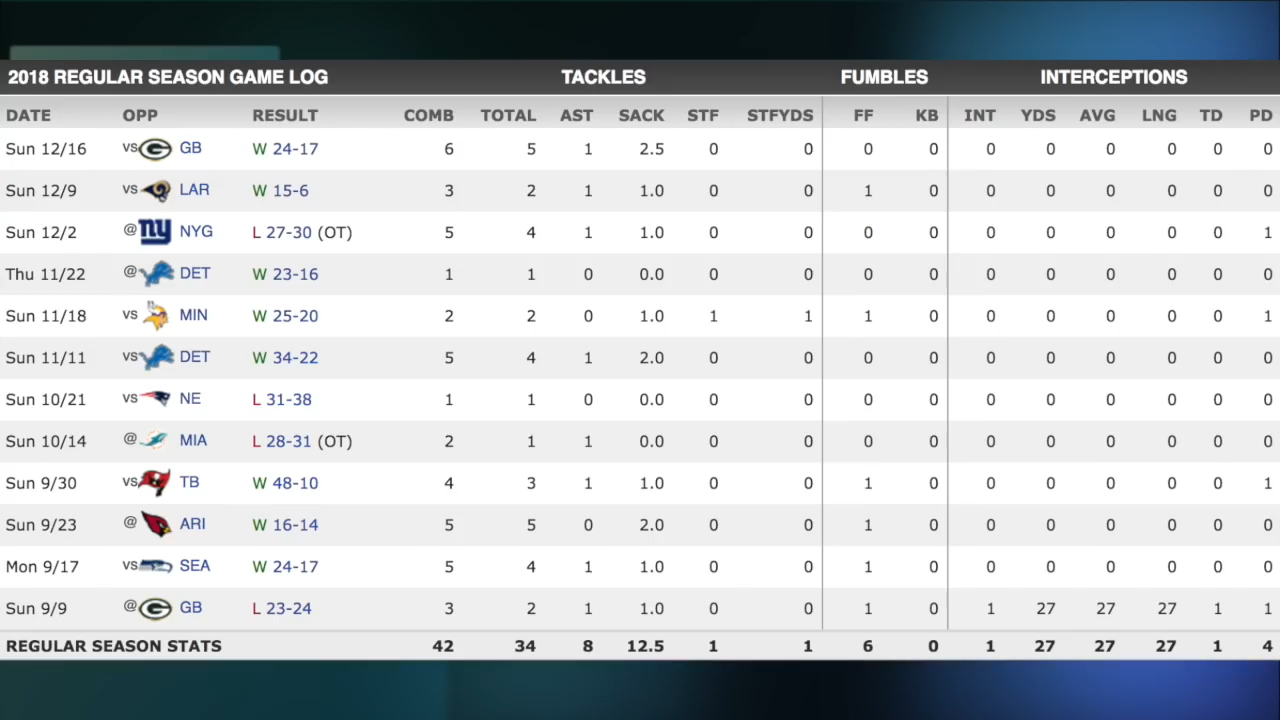 2018 REGULAR SEASON GAME LOG TACKLES FUMBLES INTERCEPTIONS
DATE OPP RESULT COMB TOTAL AST SACK STF STFYDS FF KB INT YDS AVG LNG TD PD
Sun 12/16 vs GB W 24-17 6 5 1 2.5 0 0 0 0 0 0 0 0 0 0
Sun 12/9 vs LAR W 15-6 3 2 1 1.0 0 0 1 0 0 0 0 0 0 0
Sun 12/2 @ ny NYG L 27-30 (OT) 5 4 1 1.0 0 0 0 0 0 0 0 0 0 1
Thu 11/22 @ DET W 23-16 1 1 0 0.0 0 0 0 0 0 0 0 0 0 0
Sun 11/18 vs MIN W 25-20 2 2 0 1.0 1 1 1 0 0 0 0 0 0 1
Sun 11/11 vs DET W 34-22 5 4 1 2.0 0 0 0 0 0 0 0 0 0 0
Sun 10/21 vs NE L 31-38 1 1 0 0.0 0 0 0 0 0 0 0 0 0 0
Sun 10/14 @ MIA L 28-31 (OT) 2 1 1 0.0 0 0 0 0 0 0 0 0 0 0
Sun 9/30 vs TB W 48-10 4 3 1 1.0 0 0 1 0 0 0 0 0 0 1
Sun 9/23 @ ARI W 16-14 5 5 0 2.0 0 0 1 0 0 0 0 0 0 0
Mon 9/17 vs SEA W 24-17 5 4 1 1.0 0 0 1 0 0 0 0 0 0 0
Sun 9/9 @ GB L 23-24 3 2 1 1.0 0 0 1 0 1 27 27 27 1 1
REGULAR SEASON STATS 42 34 8 12.5 1 1 6 0 1 27 27 27 1 4